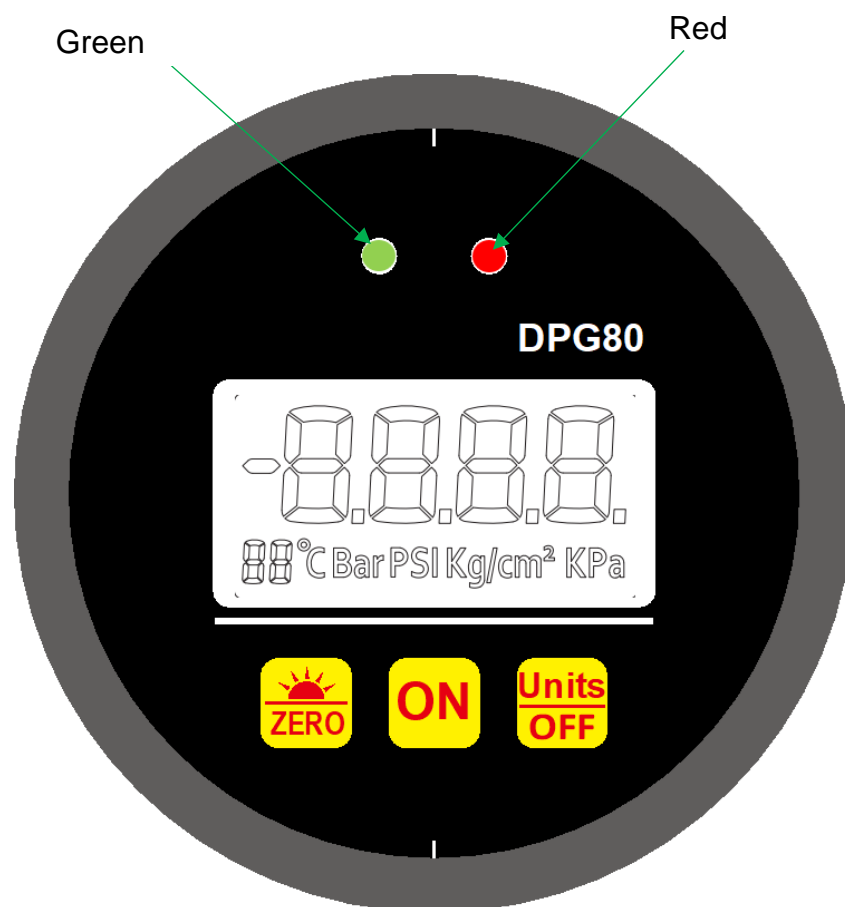 Green
Red
DPG80
-8.8.8.8.
88°C Bar PSI Kg/cm² KPa
ZERO
ON
Units
OFF